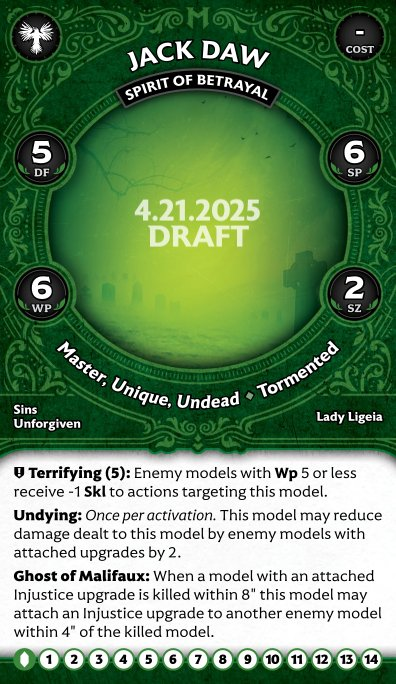 JACK DAW
SPIRIT OF BETRAYAL
-
COST
5
DF
6
SP
4.21.2025
DRAFT
6
WP
2
SZ
Master, Unique, Undead ◆ Tormented
Sins
Unforgiven
Lady Ligeia
Terrifying (5): Enemy models with Wp 5 or less
receive -1 Skl to actions targeting this model.
Undying: Once per activation. This model may reduce
damage dealt to this model by enemy models with
attached upgrades by 2.
Ghost of Malifaux: When a model with an attached
Injustice upgrade is killed within 8" this model may
attach an Injustice upgrade to another enemy model
within 4" of the killed model.
1 2 3 4 5 6 7 8 9 10 11 12 13 14